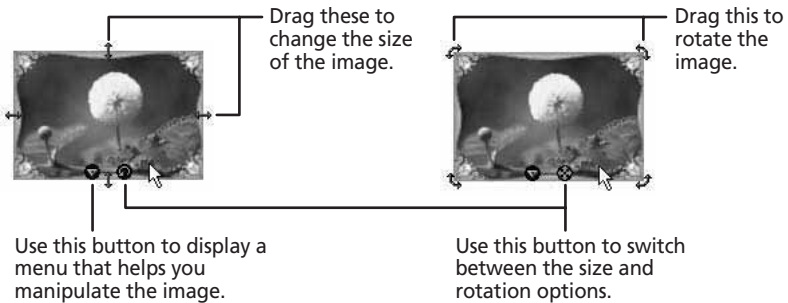 Drag these to
change the size
of the image.
Drag this to
rotate the
image.
Use this button to display a
menu that helps you
manipulate the image.
Use this button to switch
between the size and
rotation options.